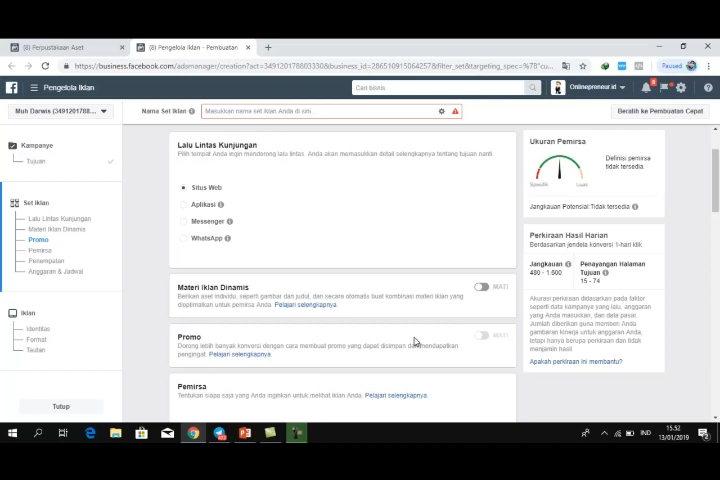 (8) Perpustakaan Aset
(8) Pengelola Iklan - Pembuatan
https://business.facebook.com/adsmanager/creation?act=349120178803330&business_id=286510915064257&filter_set&targeting_spec=%7B"cu...
Paused
Pengelola Iklan
Cari bisnis
Onlinepreneur.id
8
Muh Darwis (3491201788...
Nama Set Iklan
Masukkan nama set iklan Anda di sini
Beralih ke Pembuatan Cepat
Kampanye
Tujuan
Set Iklan
Lalu Lintas Kunjungan
Materi Iklan Dinamis
Promo
Pemirsa
Penempatan
Anggaran & Jadwal
Iklan
Identitas
Format
Tautan
Tutup
Lalu Lintas Kunjungan
Pilih tempat Anda ingin mendorong lalu lintas. Anda akan memasukkan detail selengkapnya tentang tujuan nanti.
Situs Web
Aplikasi
Messenger
WhatsApp
Materi Iklan Dinamis
MATI
Berikan aset individu, seperti gambar dan judul, dan secara otomatis buat kombinasi materi iklan yang
dioptimalkan untuk pemirsa Anda. Pelajari selengkapnya.
Promo
MATI
Dorong lebih banyak konversi dengan cara membuat promo yang dapat disimpan dan mendapatkan
pengingat. Pelajari selengkapnya.
Pemirsa
Tentukan siapa saja yang Anda inginkan untuk melihat iklan Anda. Pelajari selengkapnya.
Ukuran Pemirsa
Definisi pemirsa
tidak tersedia.
Spesifik
Luas
Jangkauan Potensial:Tidak tersedia
Perkiraan Hasil Harian
Berdasarkan jendela konversi 1-hari klik
Jangkauan
480 - 1.600
Penayangan Halaman
Tujuan
15 - 74
Akurasi perkiraan didasarkan pada faktor
seperti data kampanye yang lalu, anggaran
yang Anda masukkan, dan data pasar.
Jumlah diberikan guna memberi Anda
gambaran kinerja untuk anggaran Anda,
tetapi hanya berupa perkiraan dan tidak
menjamin hasil.
Apakah perkiraan ini membantu?
IND
15.52
13/01/2019
2